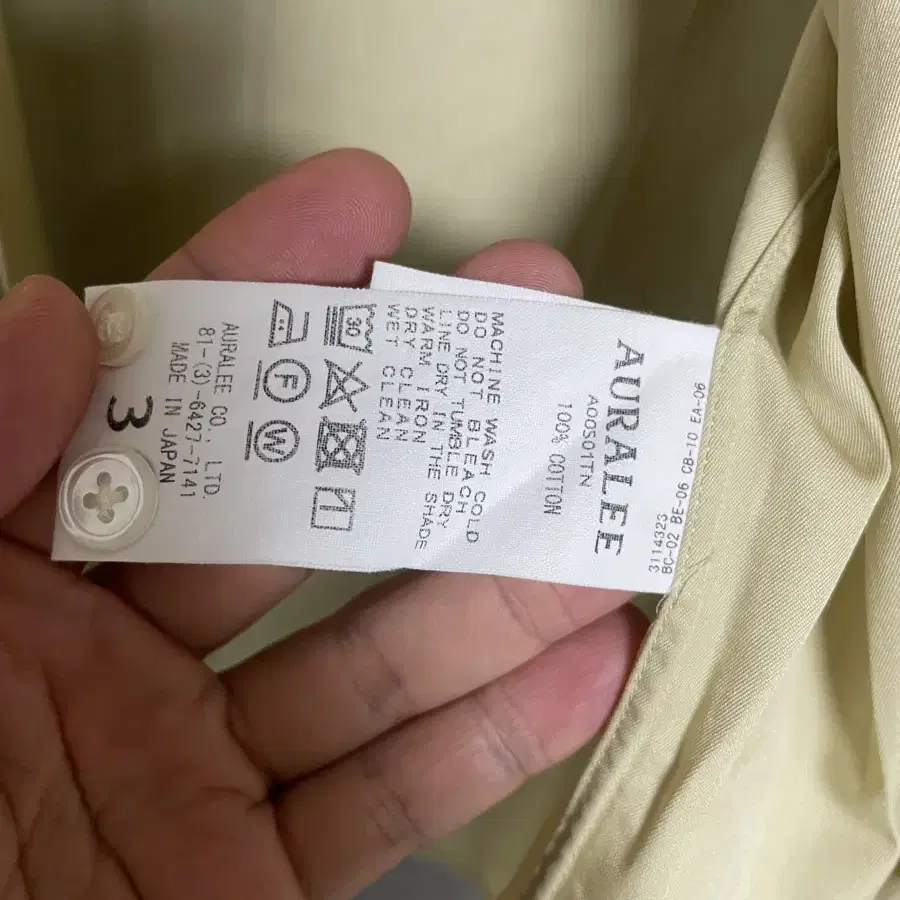 3114323
BC-02 BE-06 CB-10 EA-06
AURALEE
A00S01TN
100% COTTON
MACHINE WASH COLD
DO NOT BLEACH
DO NOT TUMBLE DRY
LINE DRY IN THE SHADE
WARM IRON
DRY CLEAN
WET CLEAN
30
F
W
AURALEE CO., LTD.
81-(3)-6427-7141
MADE IN JAPAN
3